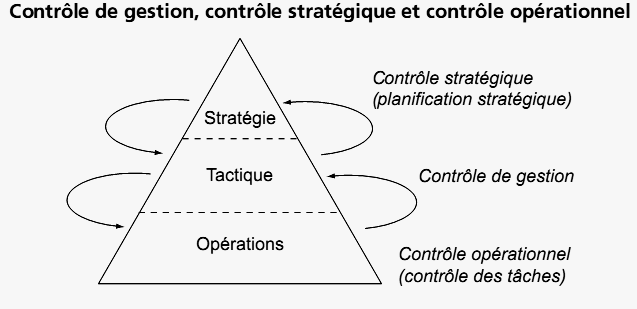 Contrôle de gestion, contrôle stratégique et contrôle opérationnel
Contrôle stratégique
(planification stratégique)
Stratégie
Tactique
Contrôle de gestion
Opérations
Contrôle opérationnel
(contrôle des tâches)